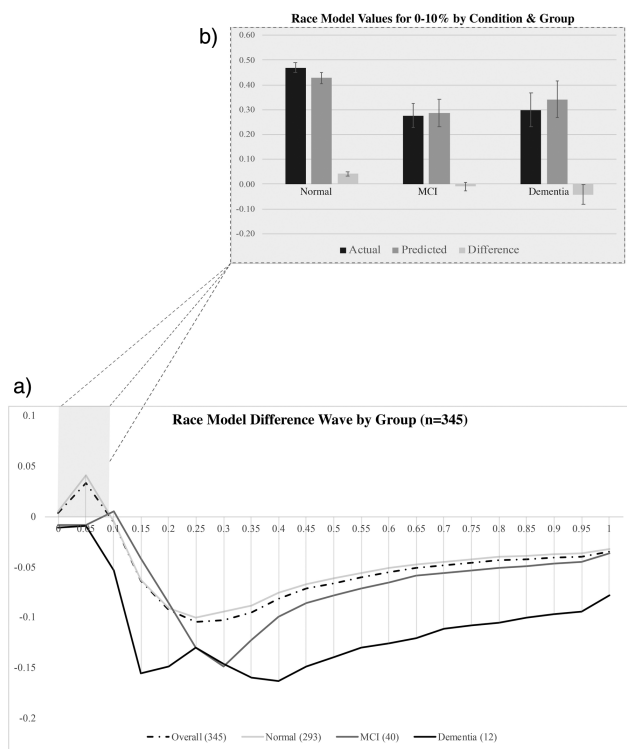 Race Model Values for 0-10% by Condition & Group
b)
0.60
0.50
0.40
0.30
0.20
0.10
0.00
-0.10
-0.20
Normal MCI Dementia
Actual Predicted Difference
a)
Race Model Difference Wave by Group (n=345)
0.1
0.05
0
-0.05
-0.1
-0.15
-0.2
0 0.05 0.1 0.15 0.2 0.25 0.3 0.35 0.4 0.45 0.5 0.55 0.6 0.65 0.7 0.75 0.8 0.85 0.9 0.95 1
Overall (345) Normal (293) MCI (40) Dementia (12)